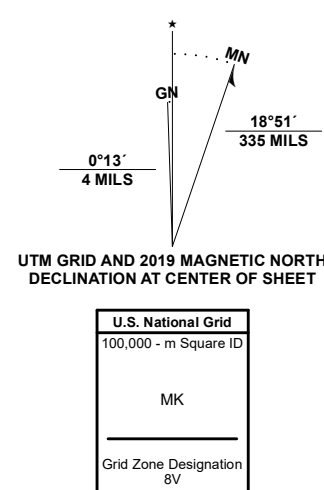 ★
MN
GN
18°51´
335 MILS
0°13´
4 MILS
UTM GRID AND 2019 MAGNETIC NORTH
DECLINATION AT CENTER OF SHEET
U.S. National Grid
100,000 - m Square ID
MK
Grid Zone Designation
8V